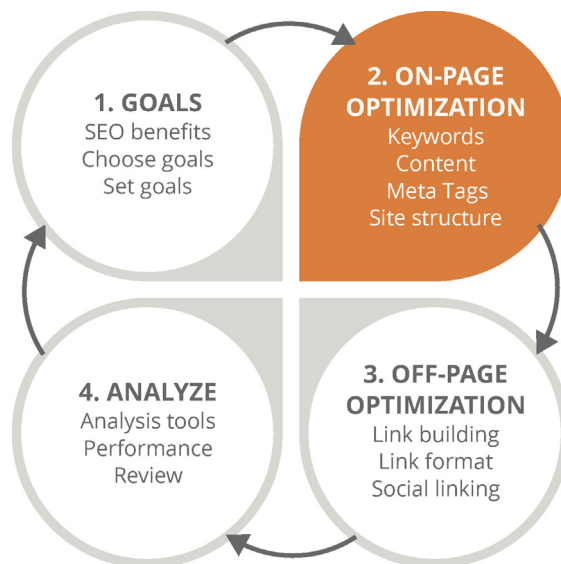 1. GOALS
SEO benefits
Choose goals
Set goals
2. ON-PAGE
OPTIMIZATION
Keywords
Content
Meta Tags
Site structure
3. OFF-PAGE
OPTIMIZATION
Link building
Link format
Social linking
4. ANALYZE
Analysis tools
Performance
Review